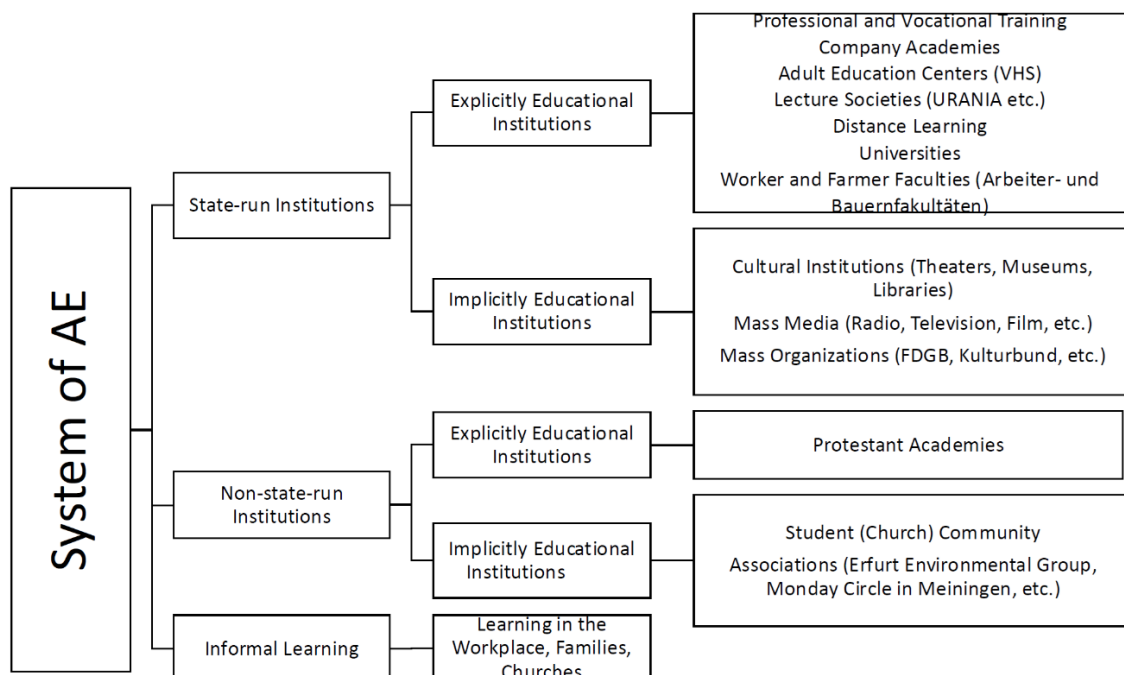 System of AE
State-run Institutions
Explicitly Educational
Institutions
Professional and Vocational Training
Company Academies
Adult Education Centers (VHS)
Lecture Societies (URANIA etc.)
Distance Learning
Universities
Worker and Farmer Faculties (Arbeiter- und
Bauernfakultäten)
Implicitly Educational
Institutions
Cultural Institutions (Theaters, Museums,
Libraries)
Mass Media (Radio, Television, Film, etc.)
Mass Organizations (FDGB, Kulturbund, etc.)
Non-state-run
Institutions
Explicitly Educational
Institutions
Protestant Academies
Implicitly Educational
Institutions
Student (Church) Community
Associations (Erfurt Environmental Group,
Monday Circle in Meiningen, etc.)
Informal Learning
Learning in the
Workplace, Families,
Churches